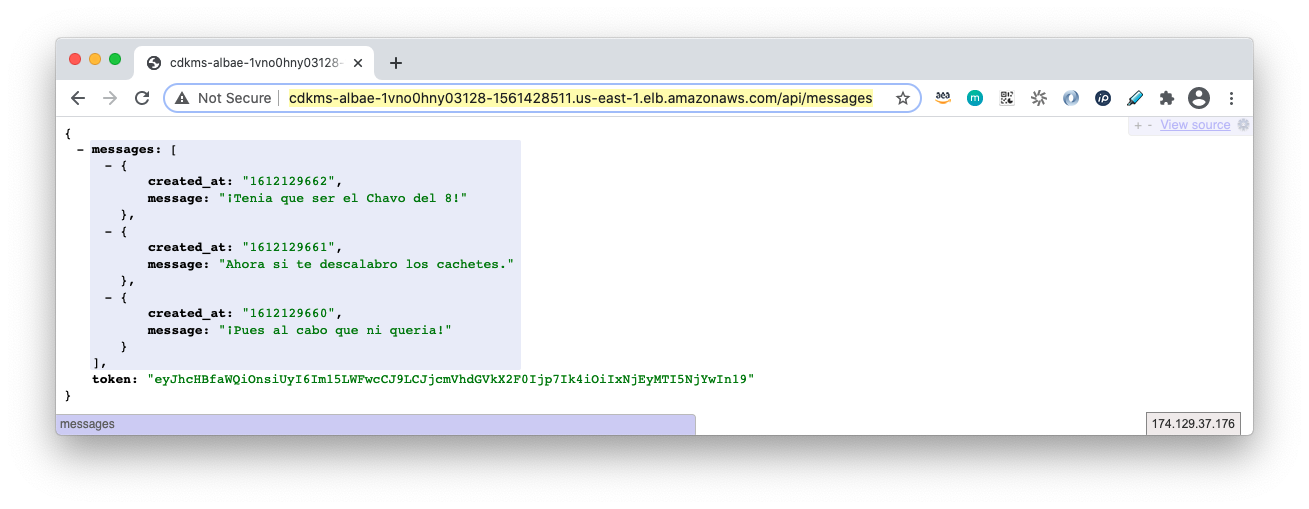 cdkms-albae-1vno0hny03128-
Not Secure | cdkms-albae-1vno0hny03128-1561428511.us-east-1.elb.amazonaws.com/api/messages
+ - View source
{
- messages: [
- {
created_at: "1612129662",
message: "¡Tenia que ser el Chavo del 8!"
},
- {
created_at: "1612129661",
message: "Ahora si te descalabro los cachetes."
},
- {
created_at: "1612129660",
message: "¡Pues al cabo que ni queria!"
}
],
token: "eyJhcHBfaWQiOnsiUyI6Im15LWFwcCJ9LCJjcmVhdGVkX2F0Ijp7Ik4iOiIxNjEyMTI5NjYwIn19"
}
messages
174.129.37.176